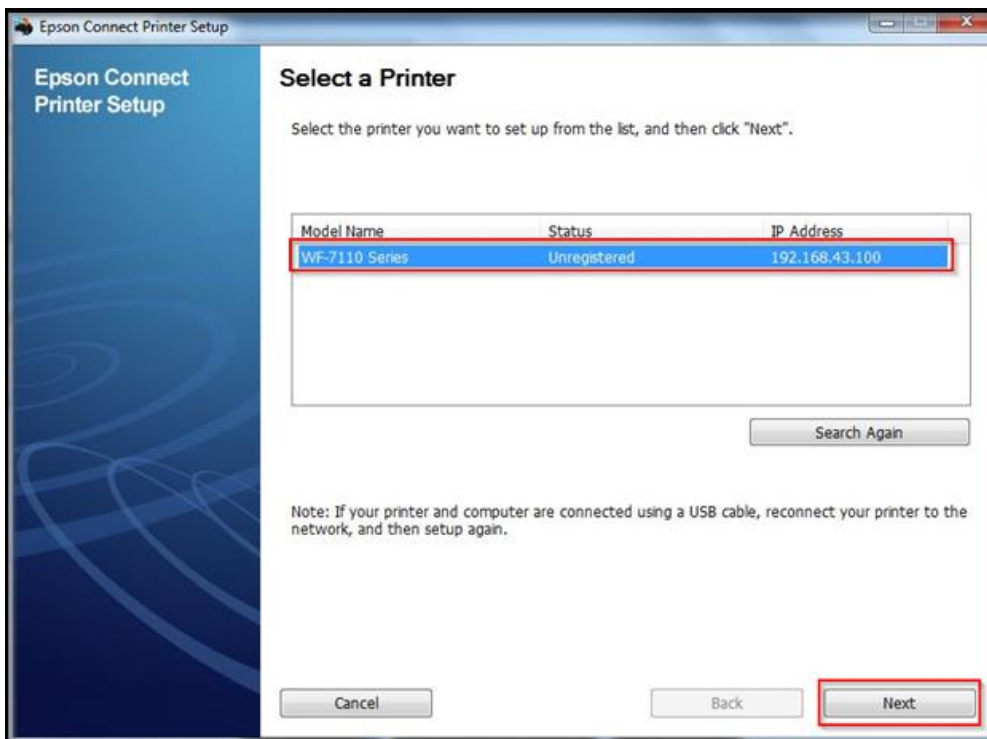 Epson Connect Printer Setup
Epson Connect
Printer Setup
Select a Printer
Select the printer you want to set up from the list, and then click "Next".
Model Name Status IP Address
WF-7110 Series Unregistered 192.168.43.100
Search Again
Note: If your printer and computer are connected using a USB cable, reconnect your printer to the
network, and then setup again.
Cancel Back Next